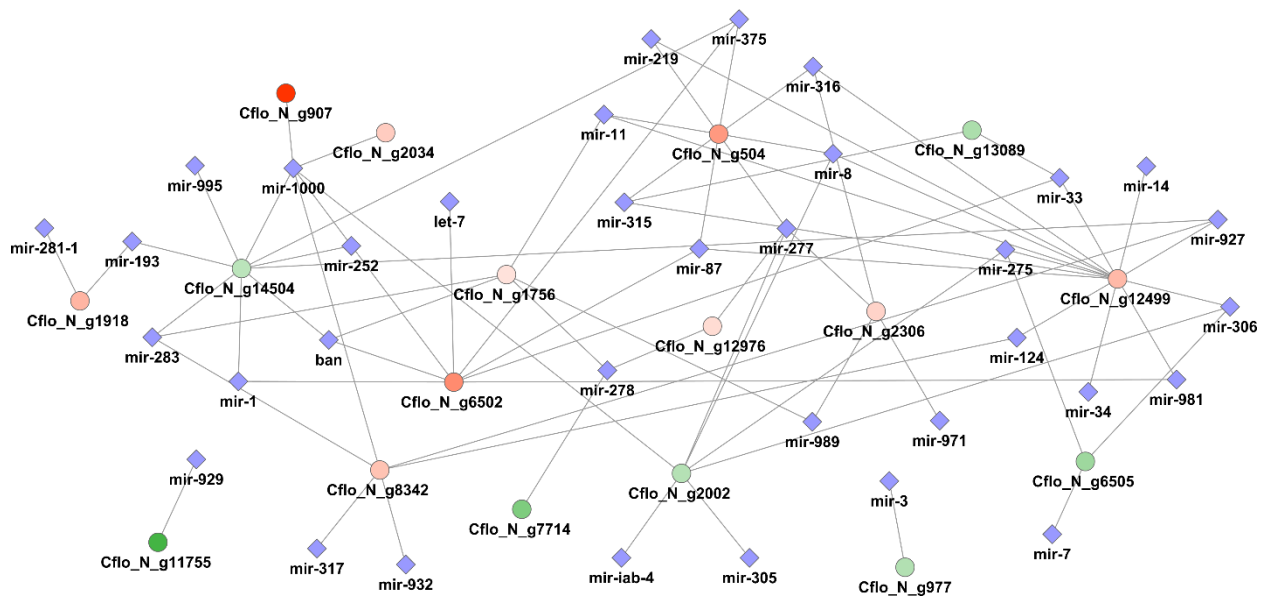 mir-375
mir-219
mir-316
Cflo_N_g907
mir-11
Cflo_N_g2034
Cflo_N_g504
Cflo_N_g13089
mir-995
mir-1000
mir-8
mir-14
mir-33
let-7
mir-315
mir-927
mir-281-1
mir-193
mir-252
mir-87
mir-277
mir-275
Cflo_N_g14504
Cflo_N_g1756
Cflo_N_g12499
Cflo_N_g1918
Cflo_N_g2306
mir-306
mir-283
ban
Cflo_N_g12976
mir-124
mir-1
Cflo_N_g6502
mir-278
mir-34
mir-981
mir-989
mir-971
mir-929
Cflo_N_g8342
Cflo_N_g2002
Cflo_N_g6505
mir-3
Cflo_N_g7714
mir-7
Cflo_N_g11755
mir-317
mir-932
mir-iab-4
mir-305
Cflo_N_g977